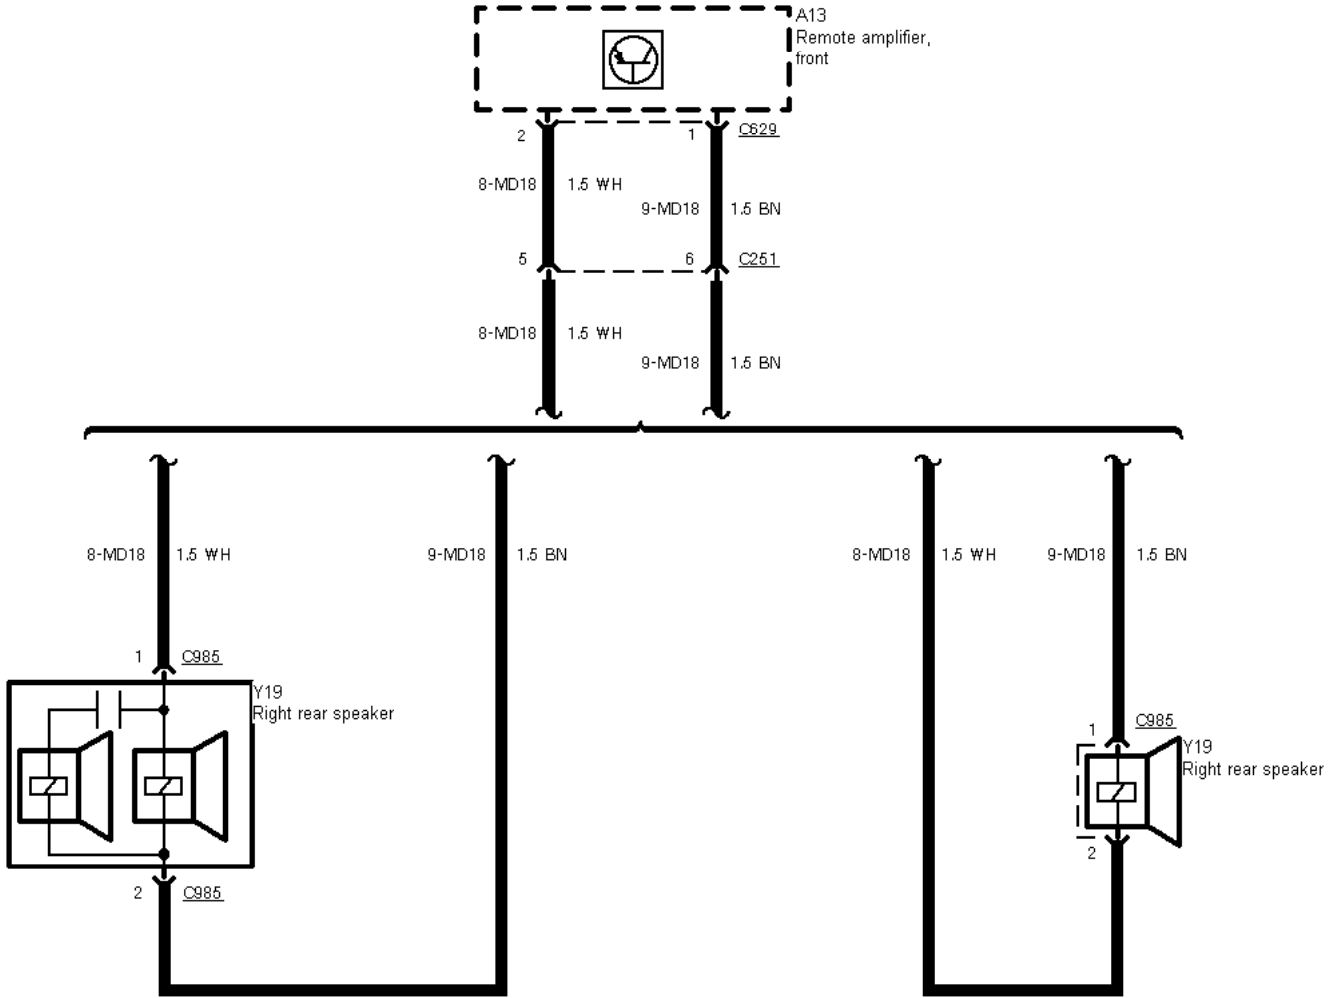 A13
Remote amplifier,
front
2
1
C629
8-MD18
1.5 WH
9-MD18
1.5 BN
5
6
C251
8-MD18
1.5 WH
9-MD18
1.5 BN
8-MD18
1.5 WH
9-MD18
1.5 BN
8-MD18
1.5 WH
9-MD18
1.5 BN
1
C985
Y19
Right rear speaker
2
C985
1
C985
Y19
Right rear speaker
2